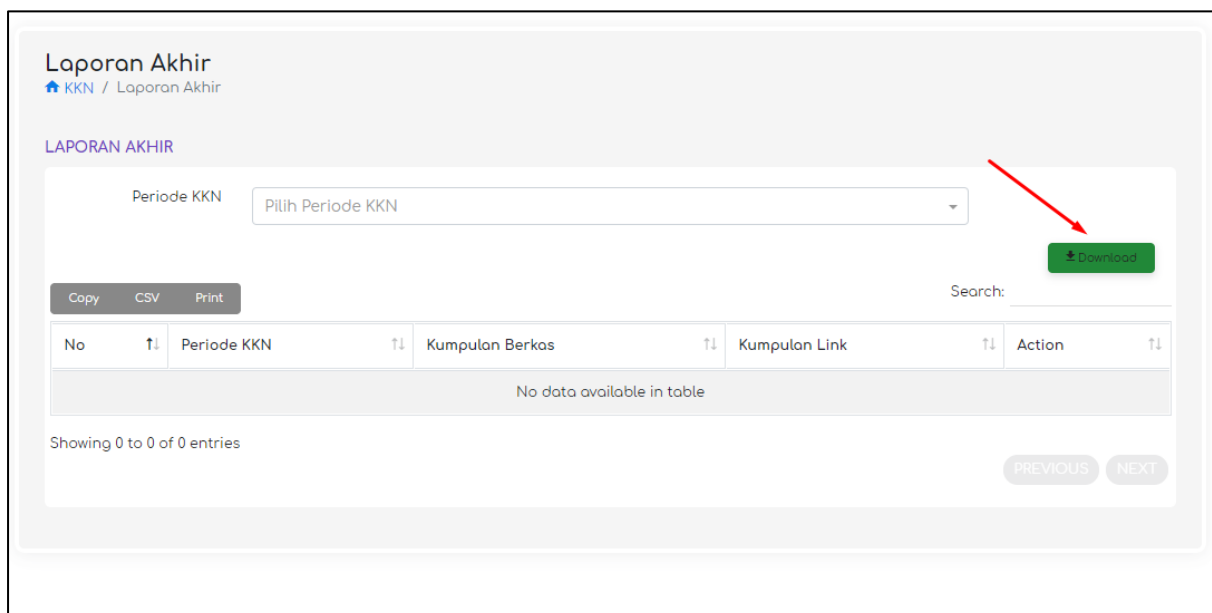 Laporan Akhir
KKN / Laporan Akhir
LAPORAN AKHIR
Periode KKN
Pilih Periode KKN
Download
Copy CSV Print
Search:
No Periode KKN Kumpulan Berkas Kumpulan Link Action
No data available in table
Showing 0 to 0 of 0 entries
PREVIOUS NEXT